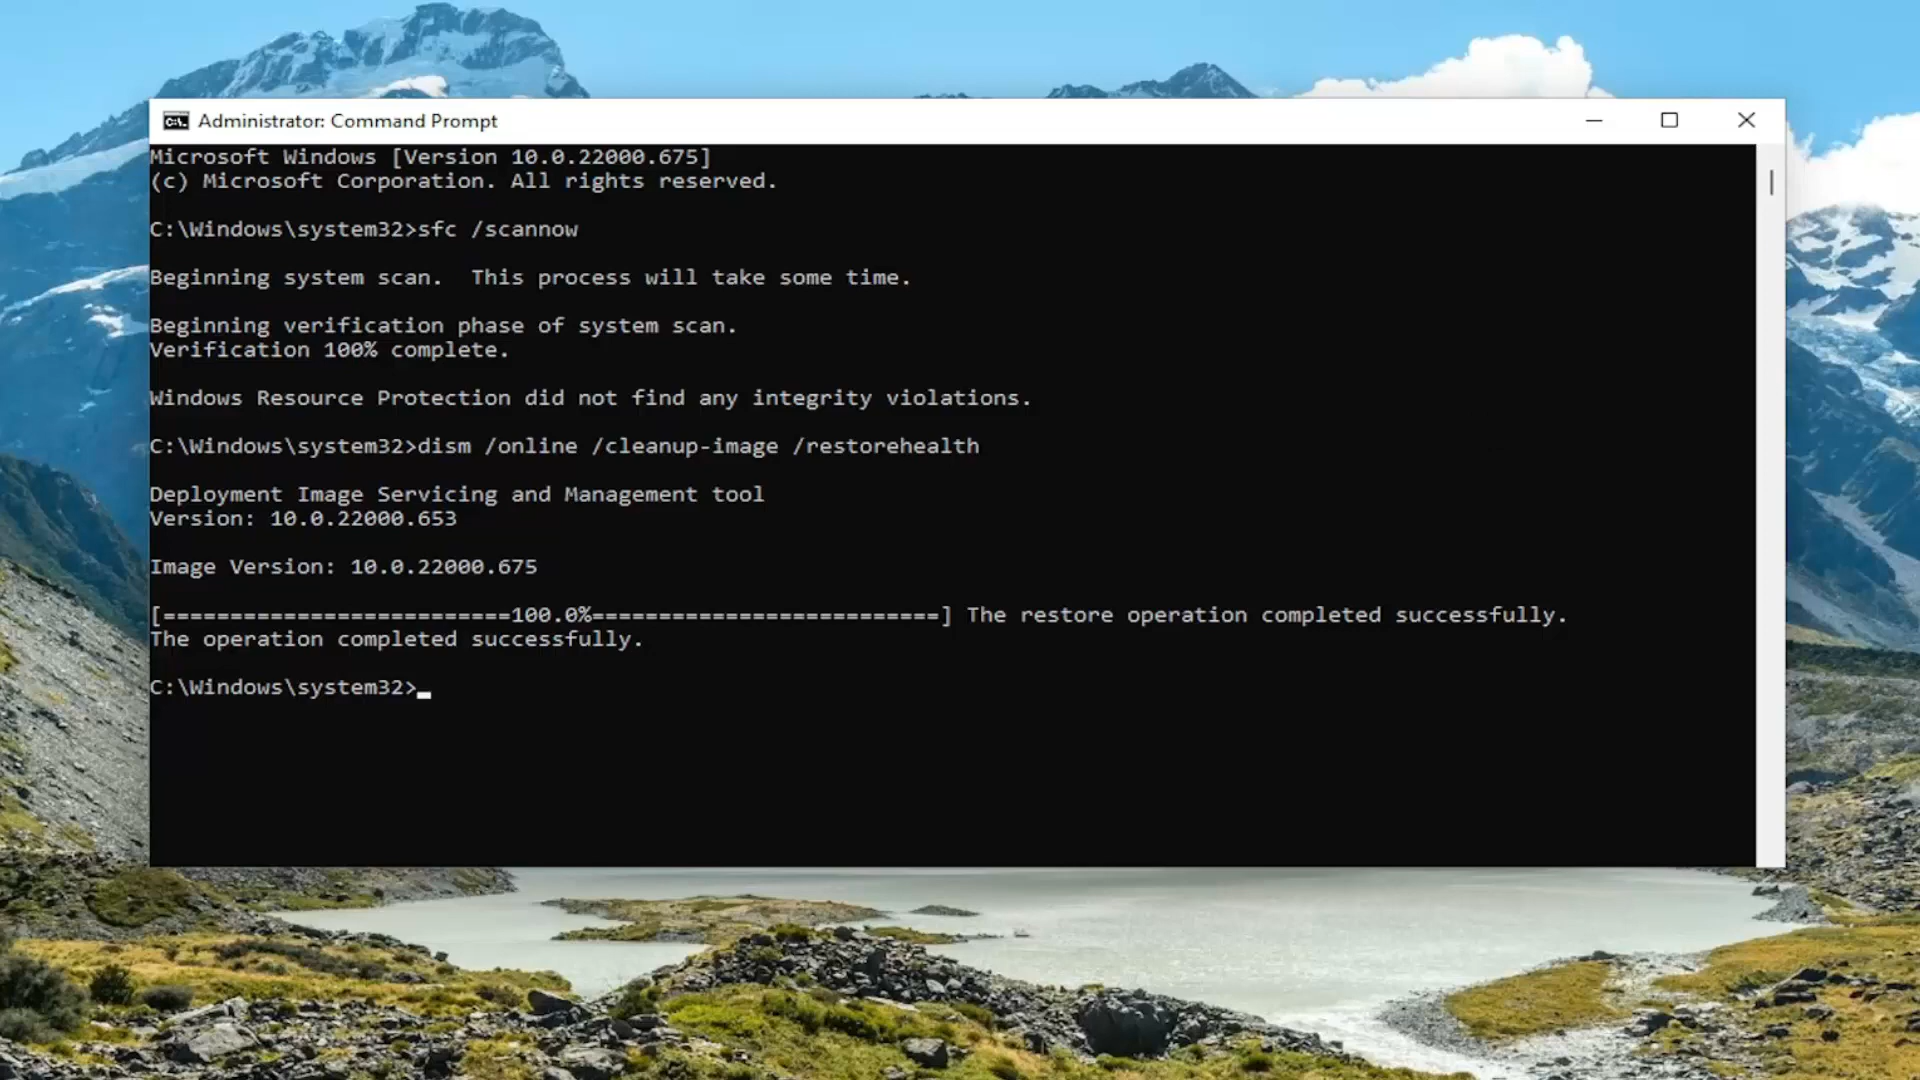 Administrator: Command Prompt
Microsoft Windows [Version 10.0.22000.675]
(c) Microsoft Corporation. All rights reserved.
C:\Windows\system32>sfc /scannow
Beginning system scan.  This process will take some time.
Beginning verification phase of system scan.
Verification 100% complete.
Windows Resource Protection did not find any integrity violations.
C:\Windows\system32>dism /online /cleanup-image /restorehealth
Deployment Image Servicing and Management tool
Version: 10.0.22000.653
Image Version: 10.0.22000.675
[==========================100.0%==========================] The restore operation completed successfully.
The operation completed successfully.
C:\Windows\system32>